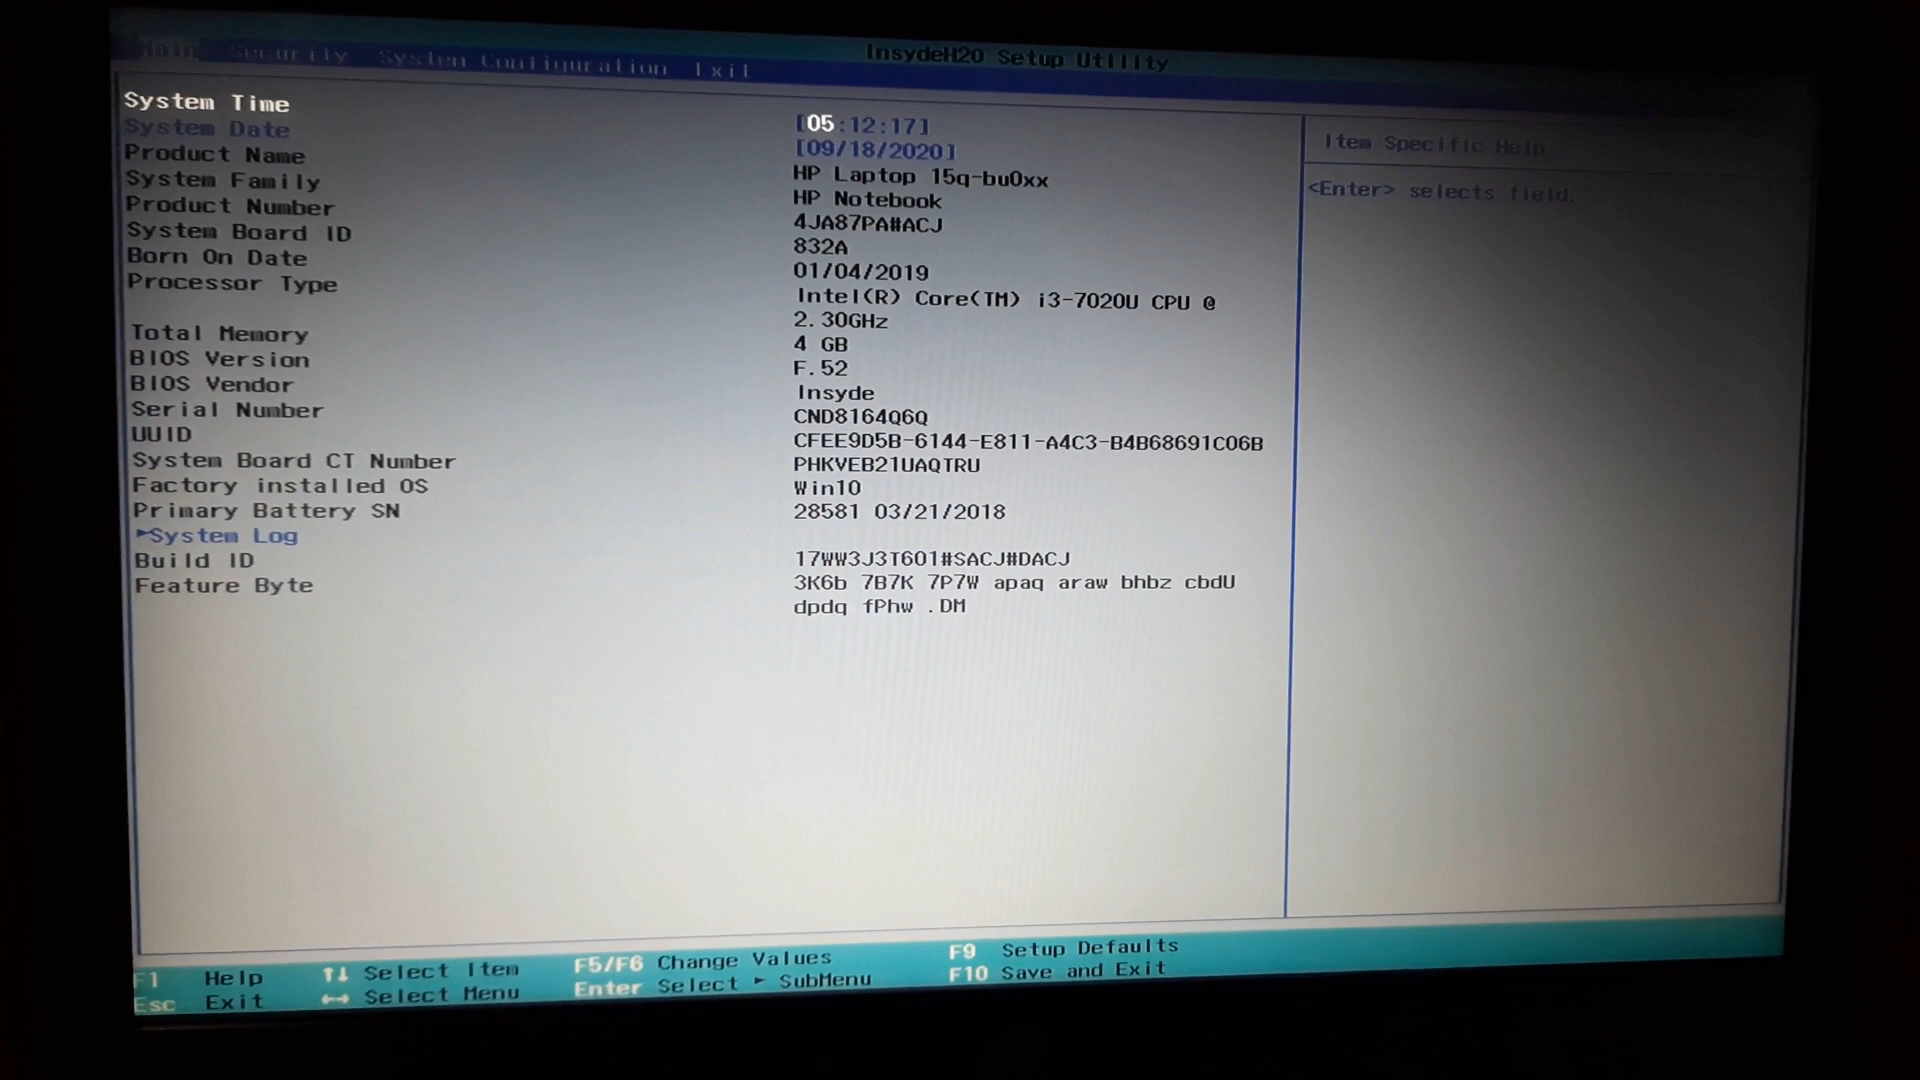 InsydeH20 Setup Utility
Main Security System Configuration Exit
System Time [05:12:17]
System Date [09/18/2020]
Product Name HP Laptop 15q-bu0xx
System Family HP Notebook
Product Number 4JA87PA#ACJ
System Board ID 832A
Born On Date 01/04/2019
Processor Type Intel(R) Core(TM) i3-7020U CPU @
2.30GHz
Total Memory 4 GB
BIOS Version F.52
BIOS Vendor Insyde
Serial Number CND8164Q6Q
UUID CFEE9D5B-6144-E811-A4C3-B4B68691C06B
System Board CT Number PHKVEB21UAQTRU
Factory installed OS Win10
Primary Battery SN 28581 03/21/2018
►System Log
Build ID 17WW3J3T601#SACJ#DACJ
Feature Byte 3K6b 7B7K 7P7W apaq araw bhbz cbdU
dpdq fPhw .DM
Item Specific Help
<Enter> selects field.
F1 Help ↑↓ Select Item F5/F6 Change Values F9 Setup Defaults
Esc Exit ↔ Select Menu Enter Select ► SubMenu F10 Save and Exit